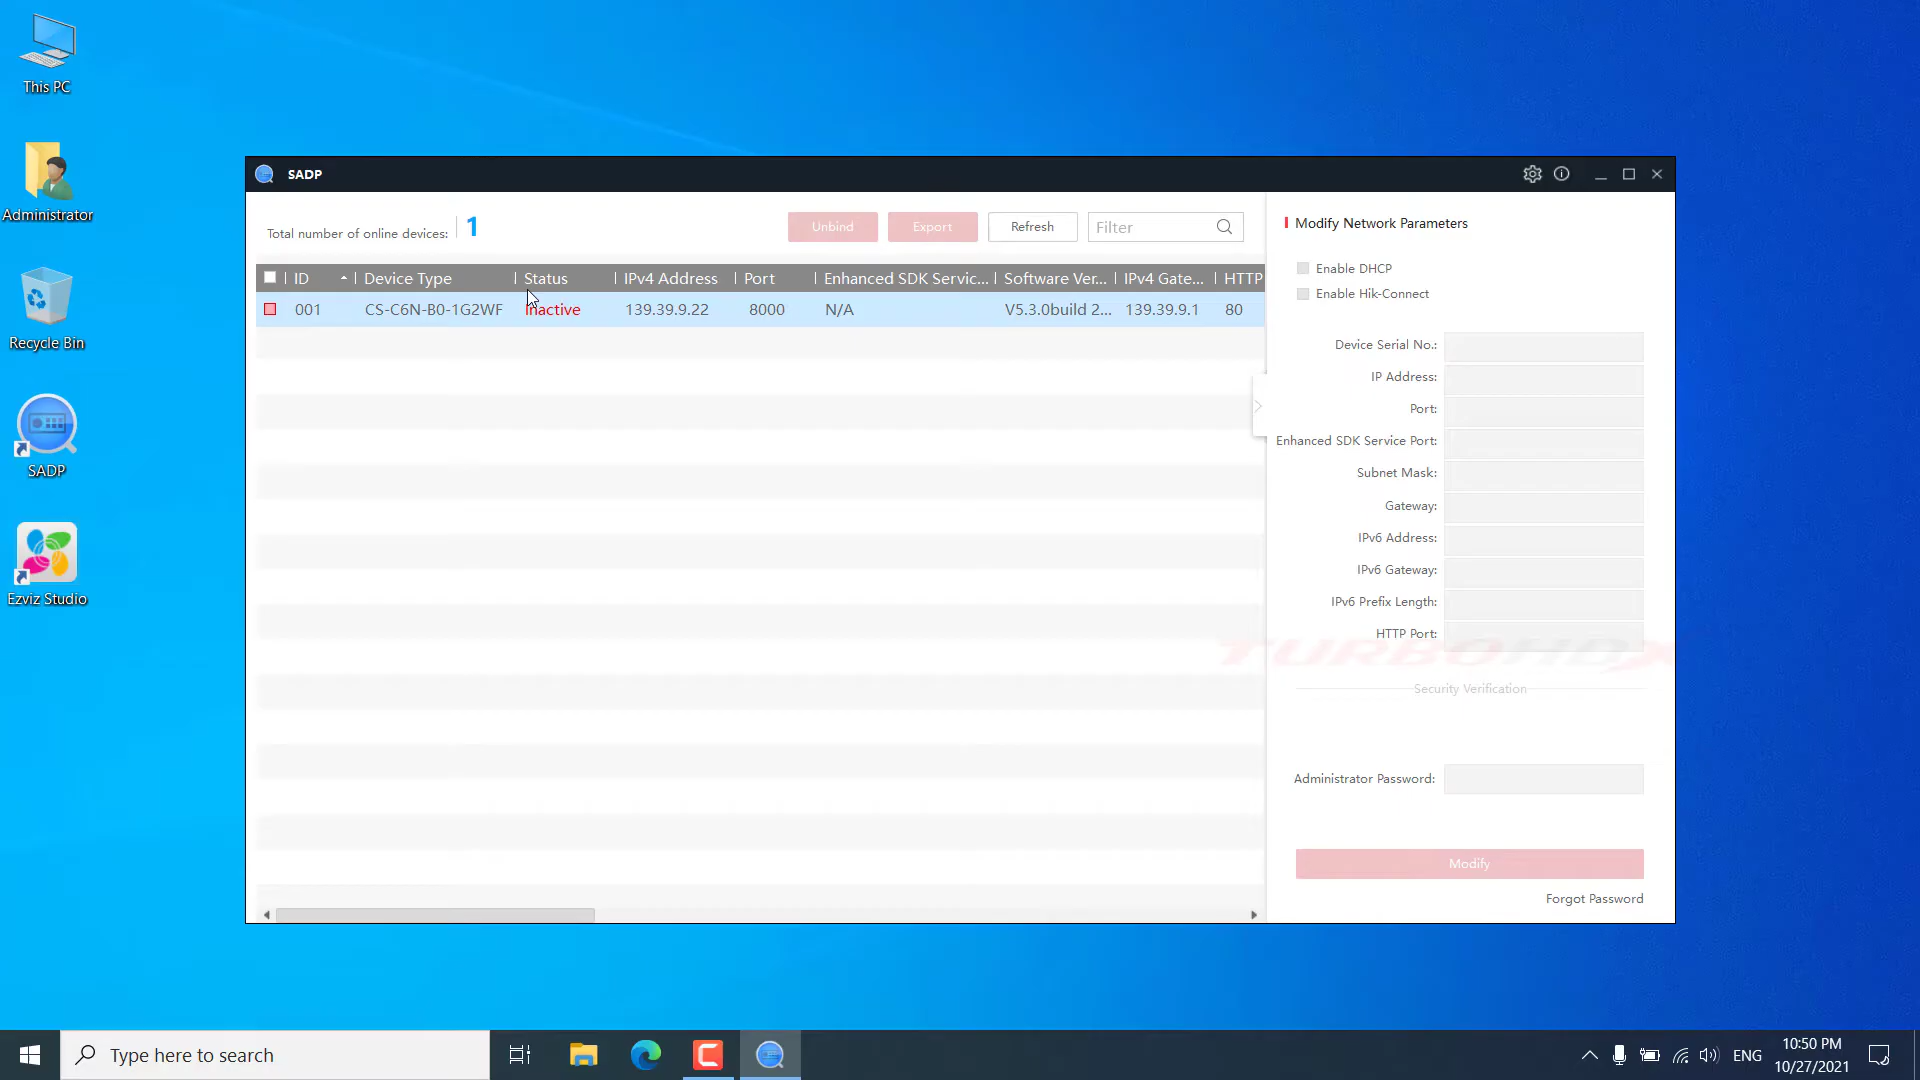 This PC
Administrator
Recycle Bin
SADP
Ezviz Studio
SADP
Total number of online devices: 1
Unbind
Export
Refresh
Filter
ID
Device Type
Status
IPv4 Address
Port
Enhanced SDK Servic...
Software Ver...
IPv4 Gate...
HTTP
001
CS-C6N-B0-1G2WF
Inactive
139.39.9.22
8000
N/A
V5.3.0build 2...
139.39.9.1
80
Modify Network Parameters
Enable DHCP
Enable Hik-Connect
Device Serial No.:
IP Address:
Port:
Enhanced SDK Service Port:
Subnet Mask:
Gateway:
IPv6 Address:
IPv6 Gateway:
IPv6 Prefix Length:
HTTP Port:
TURBOHDX
Security Verification
Administrator Password:
Modify
Forgot Password
Type here to search
ENG
10:50 PM
10/27/2021